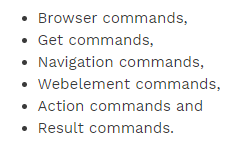 • Browser commands,
• Get commands,
• Navigation commands,
• Webelement commands,
• Action commands and
• Result commands.